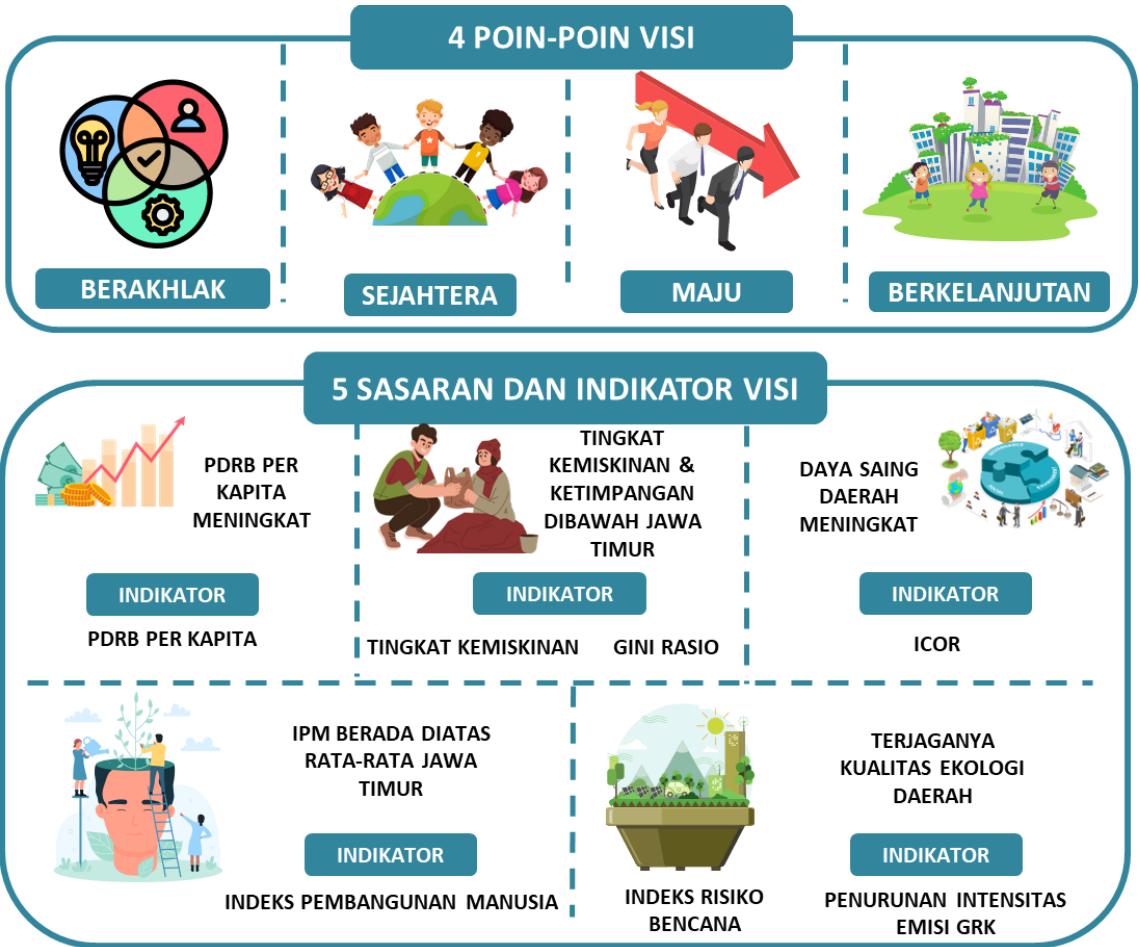 4 POIN-POIN VISI
BERAKHLAK
SEJAHTERA
MAJU
BERKELANJUTAN
5 SASARAN DAN INDIKATOR VISI
PDRB PER
KAPITA
MENINGKAT
INDIKATOR
PDRB PER KAPITA
TINGKAT
KEMISKINAN &
KETIMPANGAN
DIBAWAH JAWA
TIMUR
INDIKATOR
TINGKAT KEMISKINAN
GINI RASIO
DAYA SAING
DAERAH
MENINGKAT
INDIKATOR
ICOR
IPM BERADA DIATAS
RATA-RATA JAWA
TIMUR
INDIKATOR
INDEKS PEMBANGUNAN MANUSIA
TERJAGANYA
KUALITAS EKOLOGI
DAERAH
INDIKATOR
INDEKS RISIKO
BENCANA
PENURUNAN INTENSITAS
EMISI GRK